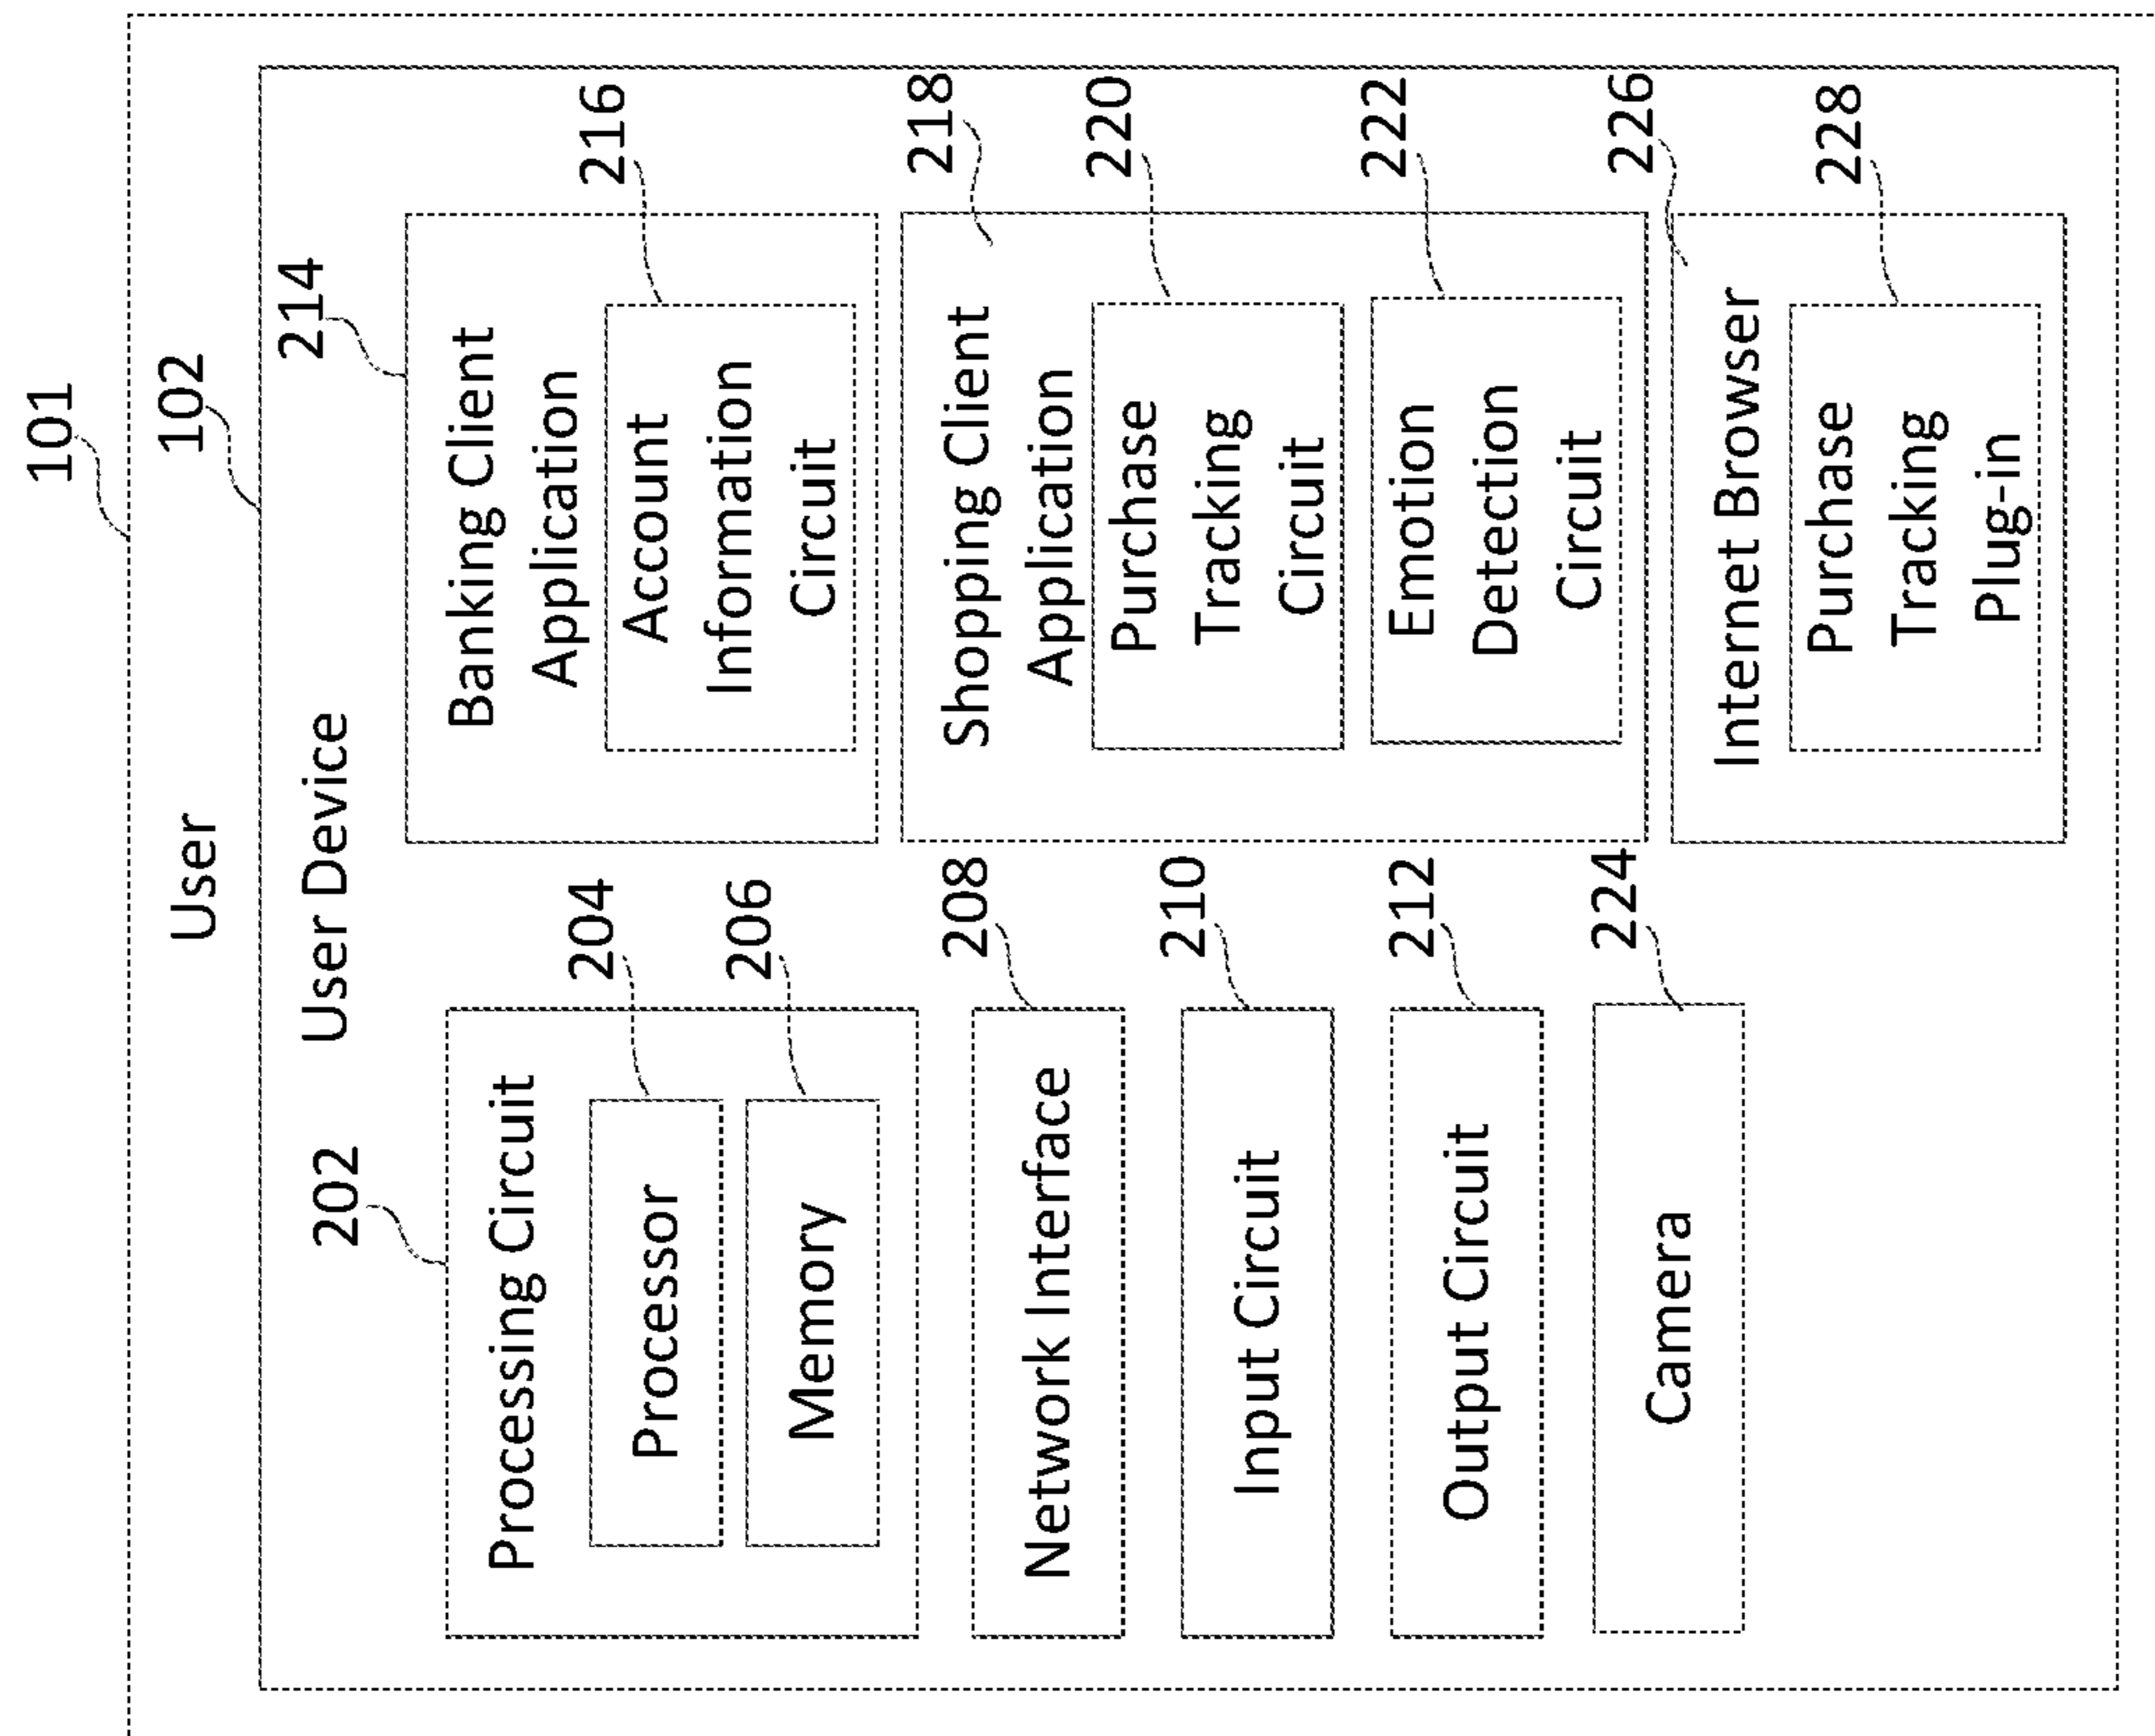 101
User
102
User Device
202
Processing Circuit
204
Processor
206
Memory
208
Network Interface
210
Input Circuit
212
Output Circuit
224
Camera
214
Banking Client
Application
216
Account
Information
Circuit
218
Shopping Client
Application
220
Purchase
Tracking
Circuit
222
Emotion
Detection
Circuit
226
Internet Browser
228
Purchase
Tracking
Plug-in